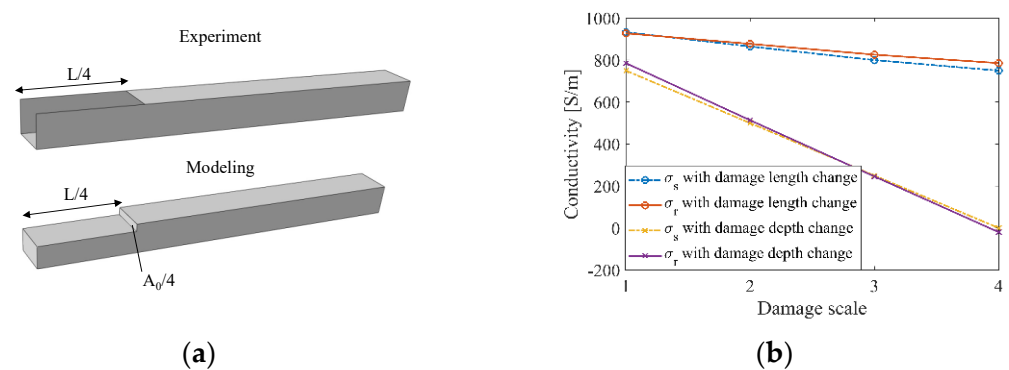 Experiment
L/4
Modeling
L/4
A0/4
(a)
1000
800
600
400
200
0
-200
Conductivity [S/m]
σs with damage length change
σr with damage length change
σs with damage depth change
σr with damage depth change
1 2 3 4
Damage scale
(b)